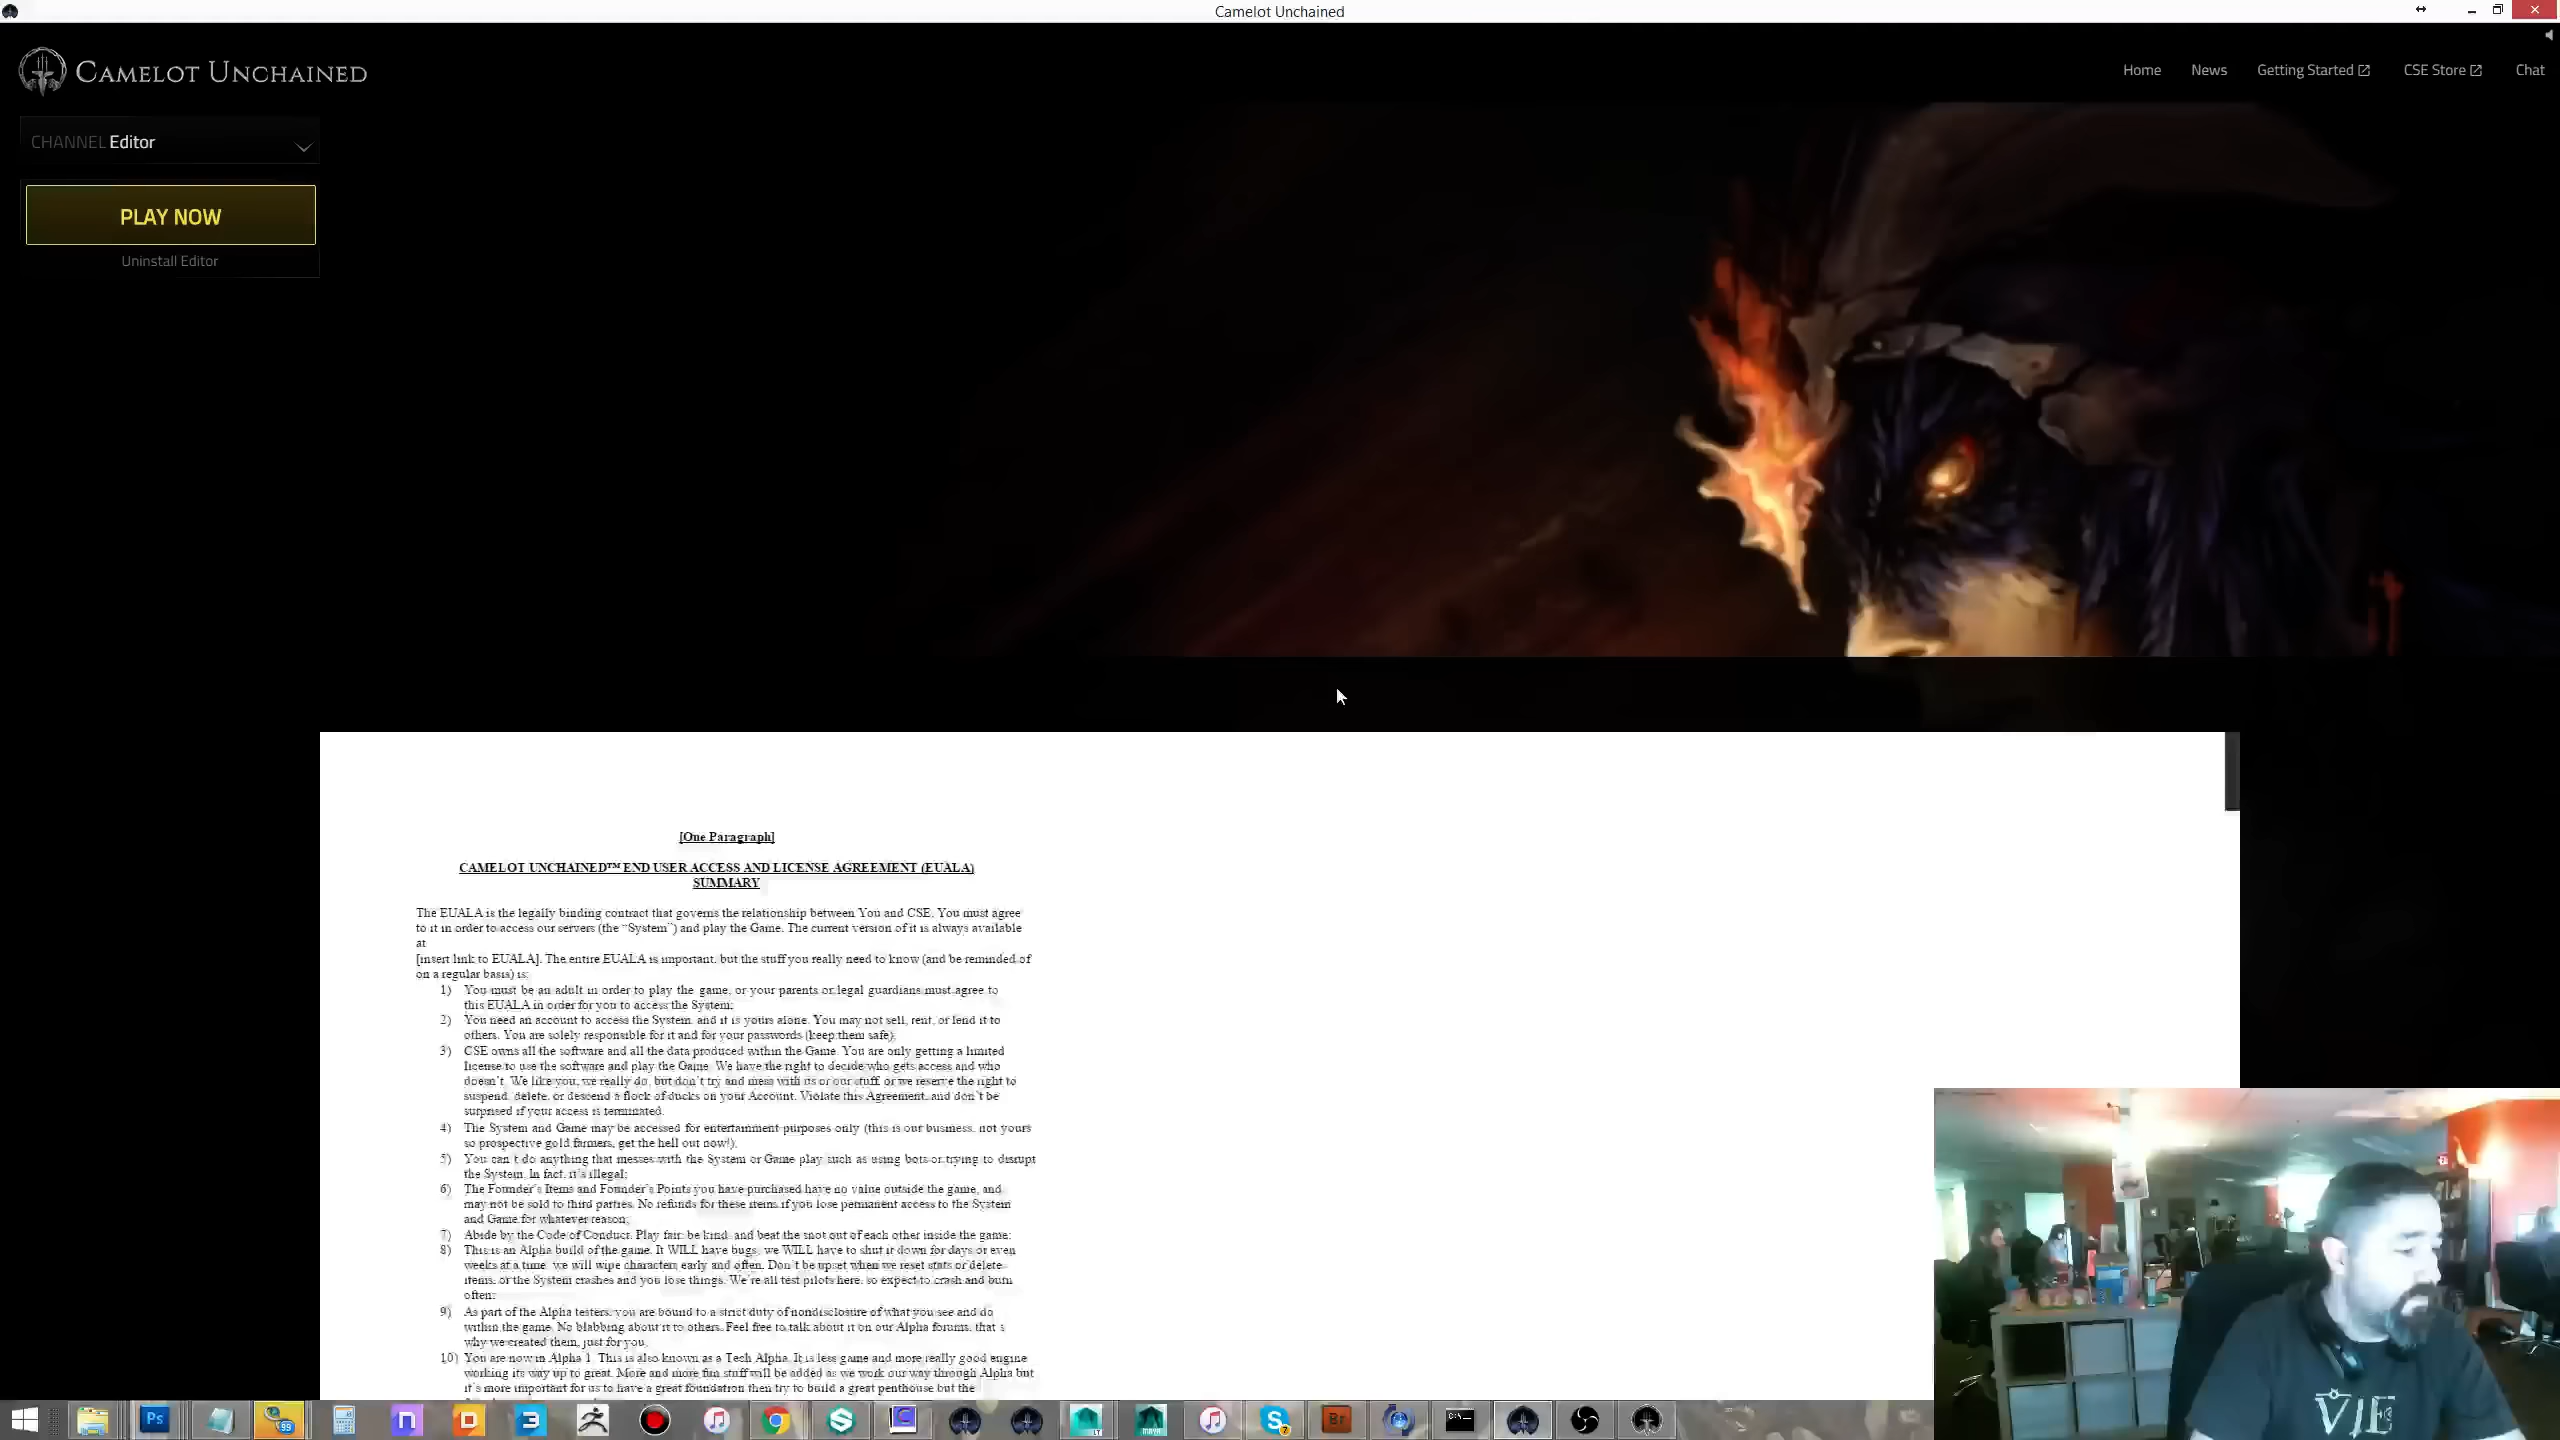 Camelot Unchained
CAMELOT UNCHAINED
Home News Getting Started CSE Store Chat
CHANNEL Editor
PLAY NOW
Uninstall Editor
[One Paragraph]
CAMELOT UNCHAINED™ END USER ACCESS AND LICENSE AGREEMENT (EUALA)
SUMMARY
The EUALA is the legally binding contract that governs the relationship between You and CSE. You must agree
to it in order to access our servers (the “System”) and play the Game. The current version of it is always available
at
[insert link to EUALA]. The entire EUALA is important, but the stuff you really need to know (and be reminded of
on a regular basis) is:
1) You must be an adult in order to play the game, or your parents or legal guardians must agree to
this EUALA in order for you to access the System;
2) You need an account to access the System, and it is yours alone. You may not sell, rent, or lend it to
others. You are solely responsible for it and for your passwords (keep them safe);
3) CSE owns all the software and all the data produced within the Game. You are only getting a limited
license to use the software and play the Game. We have the right to decide who gets access and who
doesn’t. We like you, we really do, but don’t try and mess with us or our stuff, or we reserve the right to
suspend, delete, or descend a flock of ducks on your Account. Violate this Agreement, and don’t be
surprised if your access is terminated.
4) The System and Game may be accessed for entertainment purposes only (this is our business, not yours
so prospective gold farmers, get the hell out now!);
5) You can’t do anything that messes with the System or Game play such as using bots or trying to disrupt
the System. In fact, it’s illegal;
6) The Founder’s Items and Founder’s Points you have purchased have no value outside the game, and
may not be sold to third parties. No refunds for these items if you lose permanent access to the System
and Game for whatever reason;
7) Abide by the Code of Conduct. Play fair, be kind, and beat the snot out of each other inside the game;
8) This is an Alpha build of the game. It WILL have bugs, we WILL have to shut it down for days or even
weeks at a time, we will wipe characters early and often. Don’t be upset when we reset stats or delete
items, or the System crashes and you lose things. We’re all test pilots here, so expect to crash and burn
often;
9) As part of the Alpha testers, you are bound to a strict duty of nondisclosure of what you see and do
within the game. No blabbing about it to others. Feel free to talk about it on our Alpha forums, that’s
why we created them, just for you.
10) You are now in Alpha 1. This is also known as a Tech Alpha. It is less game and more really good engine
working its way up to great. More and more fun stuff will be added as we work our way through Alpha but
it’s more important for us to have a great foundation then try to build a great penthouse but the
Ps
99
n
3
LT
7
Br
C:\
VIE